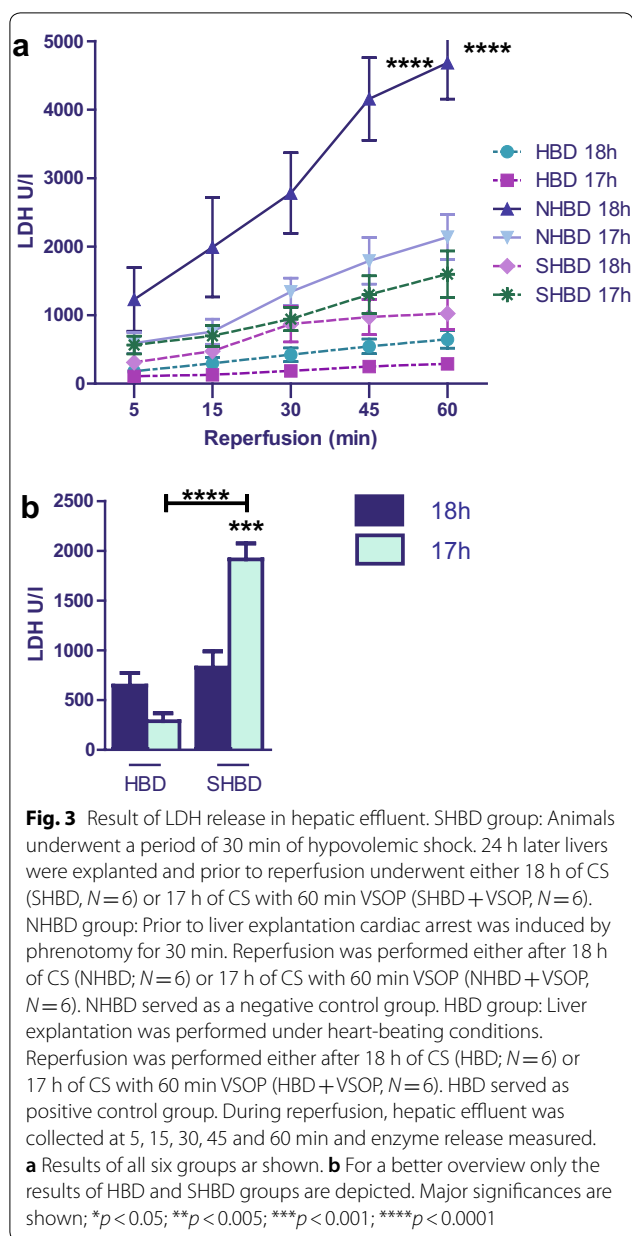 a
5000
4000
3000
2000
1000
0
LDH U/l
****
****
5
15
30
45
60
Reperfusion (min)
HBD 18h
HBD 17h
NHBD 18h
NHBD 17h
SHBD 18h
SHBD 17h
b
2500
2000
1500
1000
500
0
LDH U/l
****
***
HBD
SHBD
18h
17h
Fig. 3 Result of LDH release in hepatic effluent. SHBD group: Animals
underwent a period of 30 min of hypovolemic shock. 24 h later livers
were explanted and prior to reperfusion underwent either 18 h of CS
(SHBD, N = 6) or 17 h of CS with 60 min VSOP (SHBD + VSOP, N = 6).
NHBD group: Prior to liver explantation cardiac arrest was induced by
phrenotomy for 30 min. Reperfusion was performed either after 18 h
of CS (NHBD; N = 6) or 17 h of CS with 60 min VSOP (NHBD + VSOP,
N = 6). NHBD served as a negative control group. HBD group: Liver
explantation was performed under heart-beating conditions.
Reperfusion was performed either after 18 h of CS (HBD; N = 6) or
17 h of CS with 60 min VSOP (HBD + VSOP, N = 6). HBD served as
positive control group. During reperfusion, hepatic effluent was
collected at 5, 15, 30, 45 and 60 min and enzyme release measured.
a Results of all six groups ar shown. b For a better overview only the
results of HBD and SHBD groups are depicted. Major significances are
shown; *p < 0.05; **p < 0.005; ***p < 0.001; ****p < 0.0001